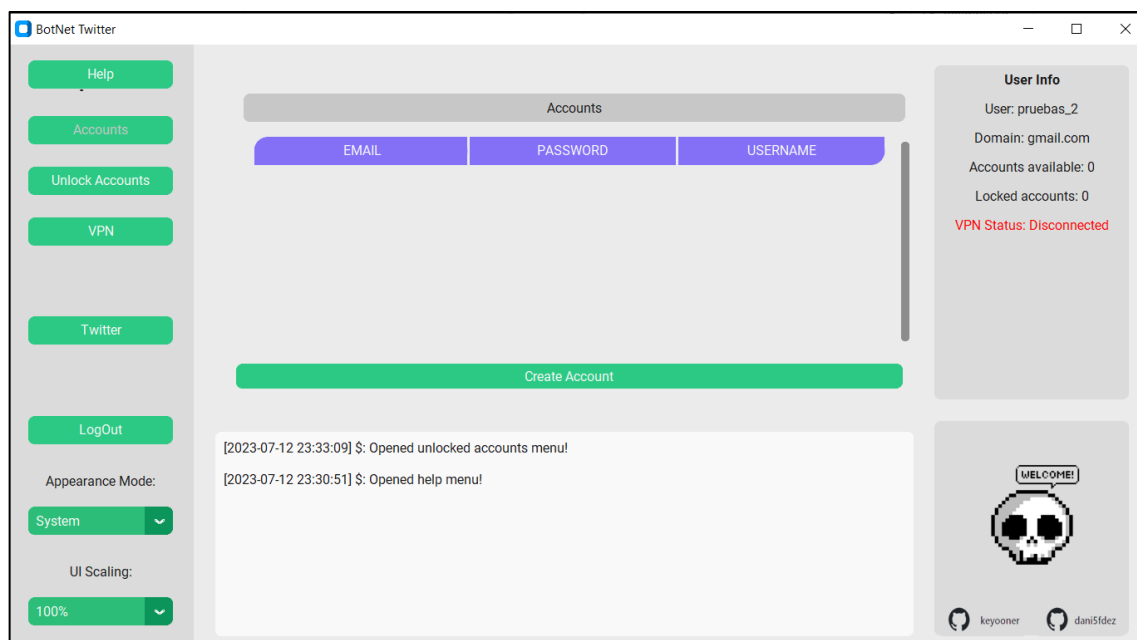 BotNet Twitter
Help
Accounts
Unlock Accounts
VPN
Twitter
LogOut
Appearance Mode:
System
UI Scaling:
100%
Accounts
EMAIL PASSWORD USERNAME
Create Account
[2023-07-12 23:33:09] $: Opened unlocked accounts menu!
[2023-07-12 23:30:51] $: Opened help menu!
User Info
User: pruebas_2
Domain: gmail.com
Accounts available: 0
Locked accounts: 0
VPN Status: Disconnected
WELCOME!
keyooner dani5fdez